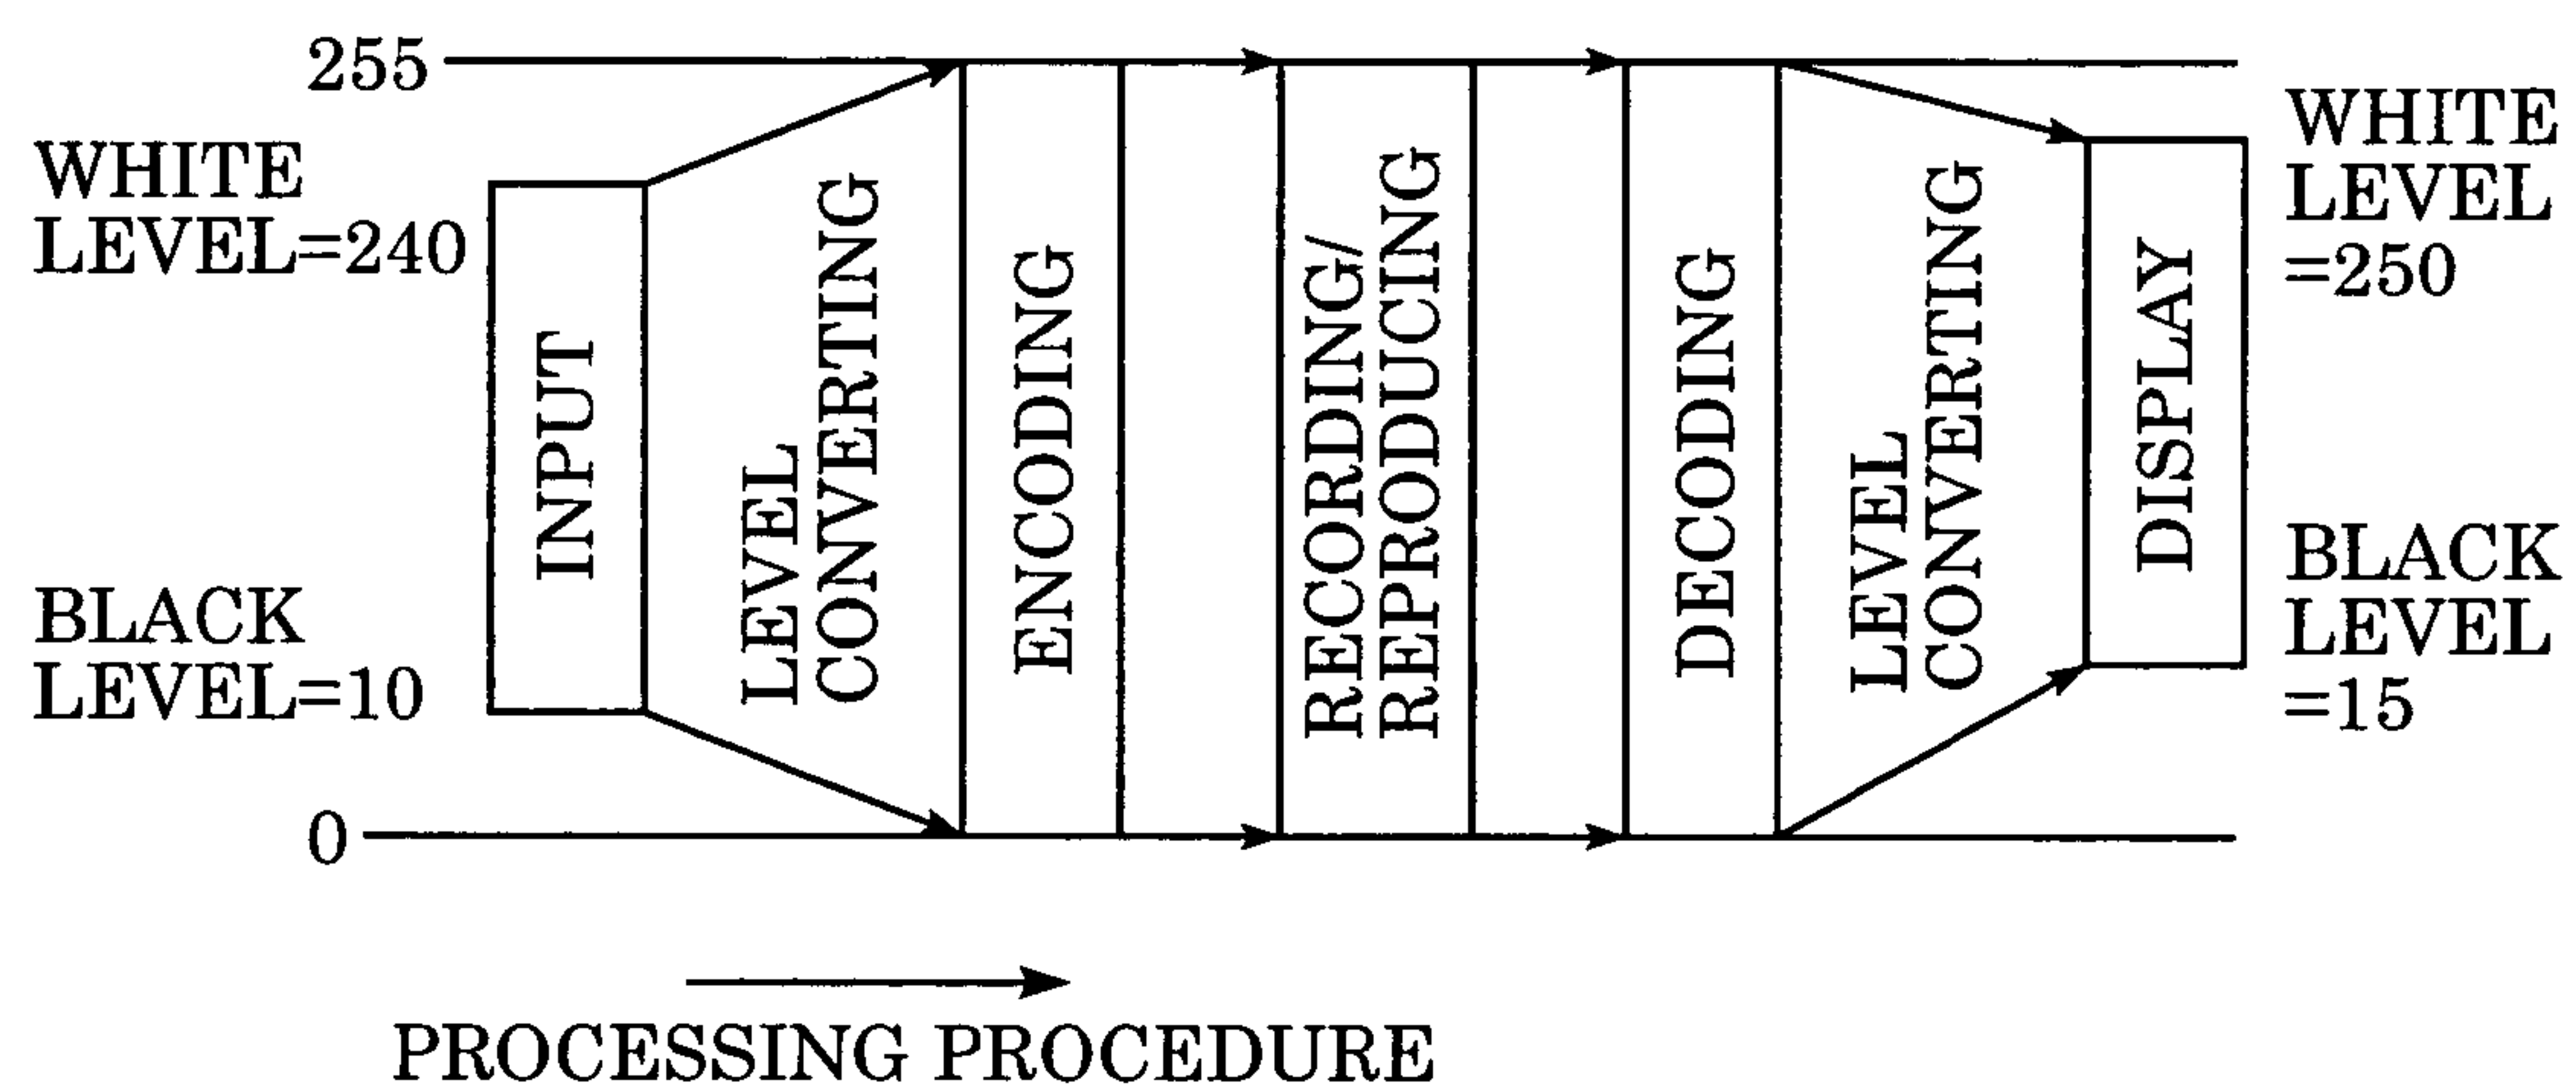 255
WHITE
LEVEL=240
BLACK
LEVEL=10
0
INPUT
LEVEL
CONVERTING
ENCODING
RECORDING/
REPRODUCING
DECODING
LEVEL
CONVERTING
DISPLAY
WHITE
LEVEL
=250
BLACK
LEVEL
=15
PROCESSING PROCEDURE